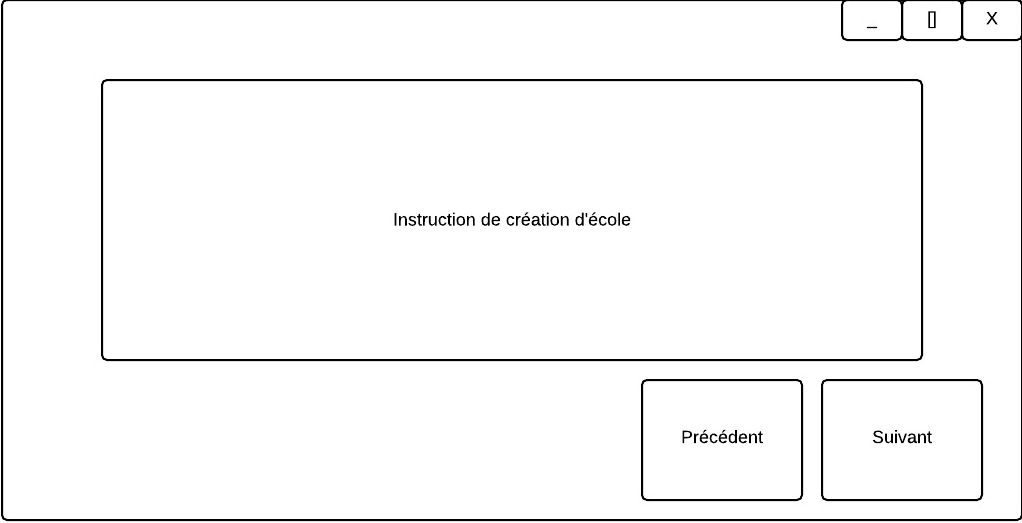 _ [] X
Instruction de création d'école
Précédent Suivant